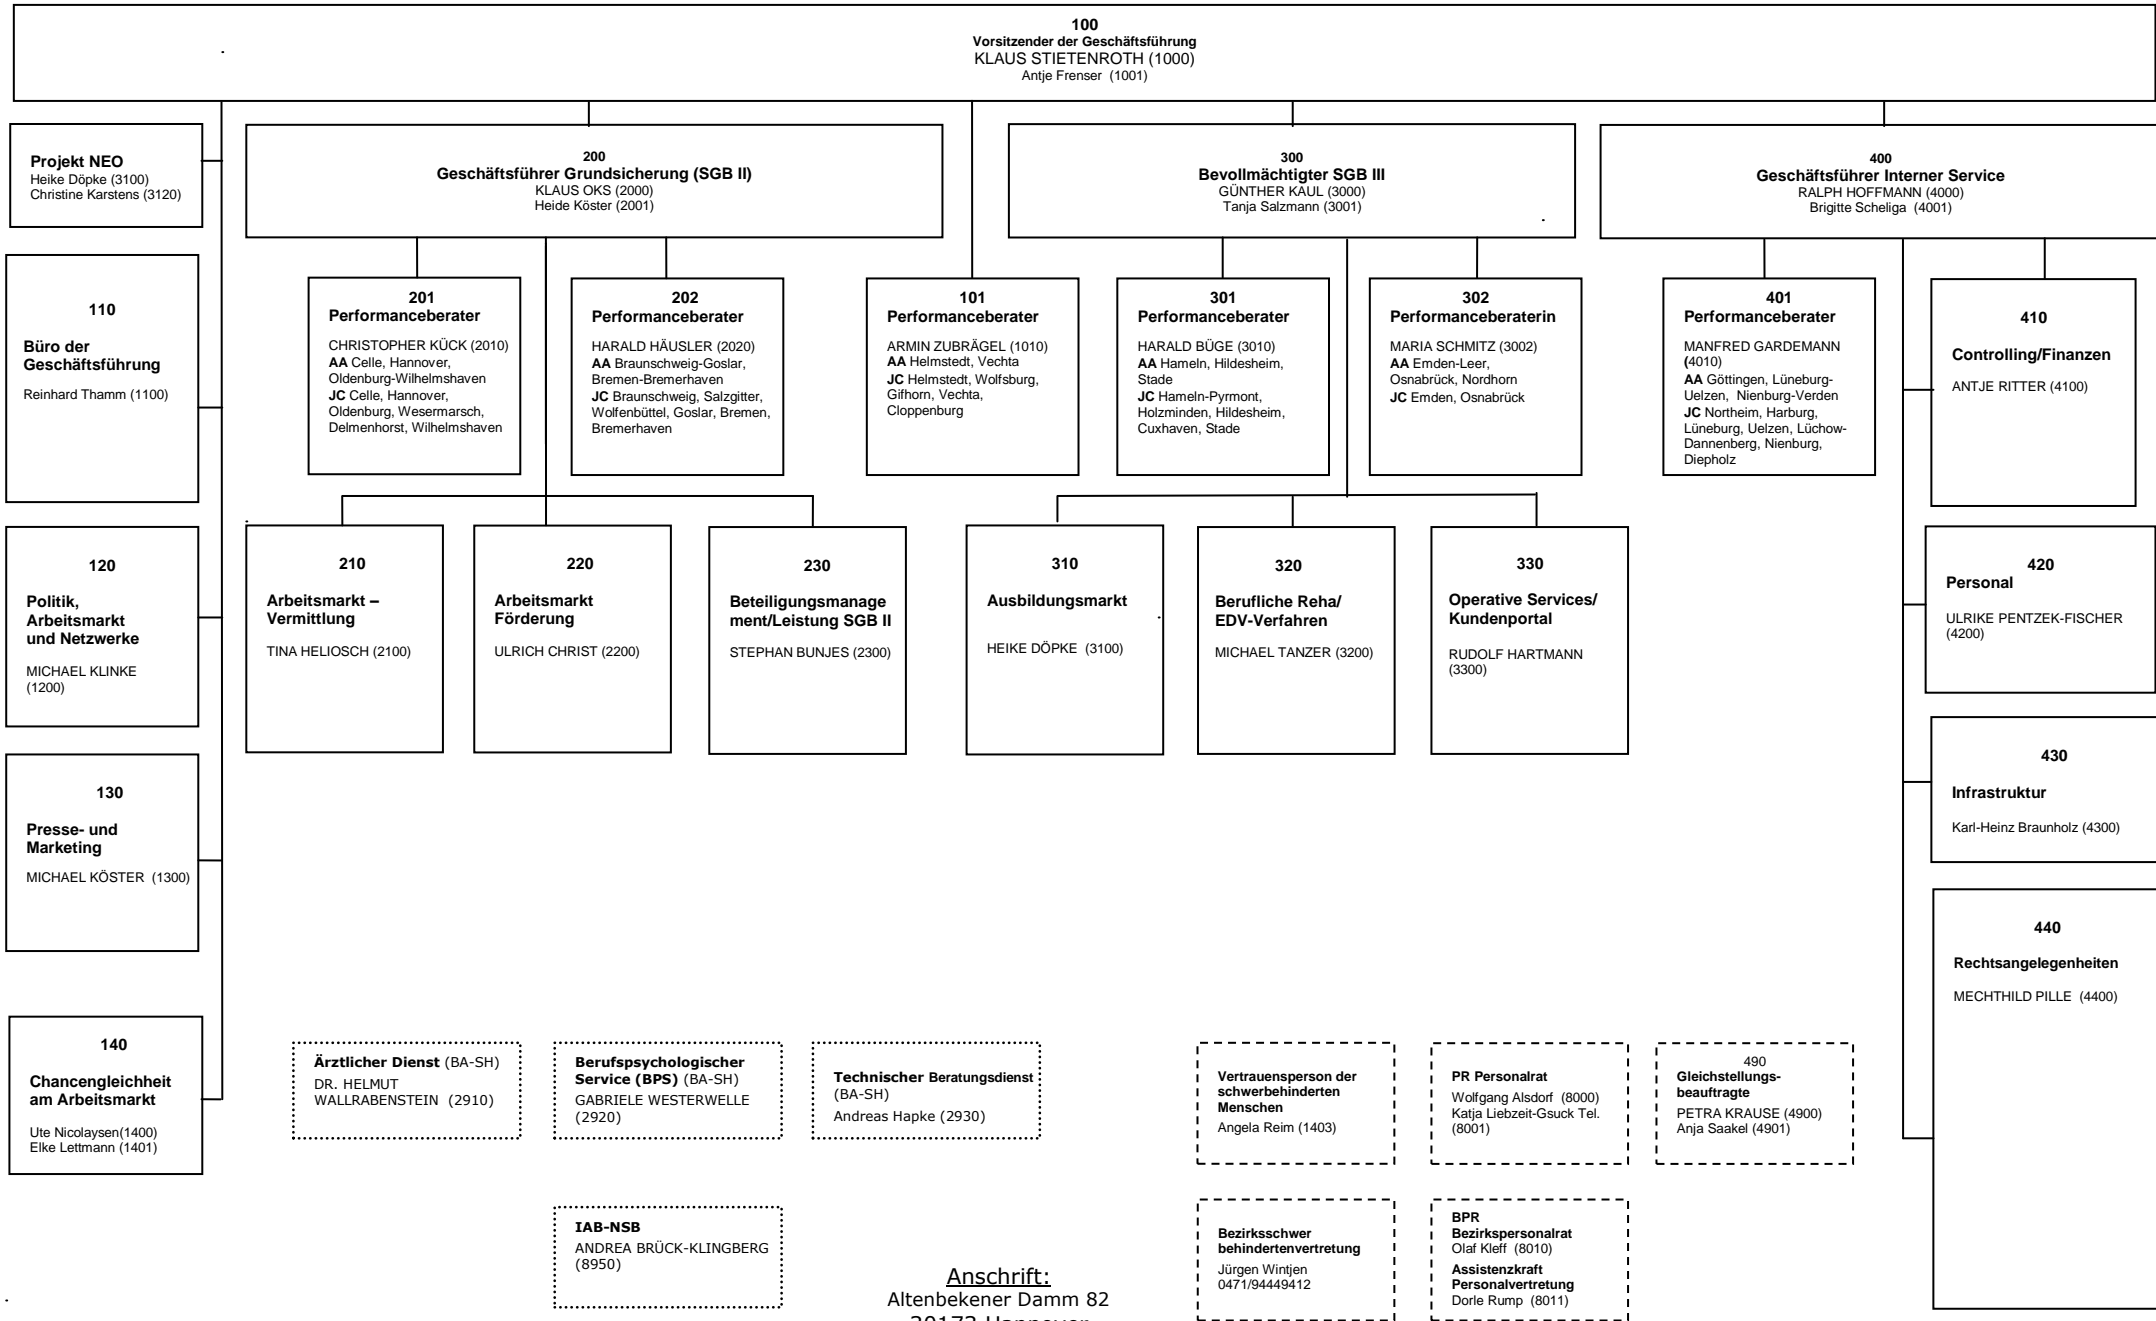 100
Vorsitzender der Geschäftsführung
KLAUS STIETENROTH (1000)
Antje Frenser (1001)
Projekt NEO
Heike Döpke (3100)
Christine Karstens (3120)
200
Geschäftsführer Grundsicherung (SGB II)
KLAUS OKS (2000)
Heide Köster (2001)
300
Bevollmächtigter SGB III
GÜNTHER KAUL (3000)
Tanja Salzmann (3001)
400
Geschäftsführer Interner Service
RALPH HOFFMANN (4000)
Brigitte Scheliga (4001)
110
Büro der
Geschäftsführung
Reinhard Thamm (1100)
201
Performanceberater
CHRISTOPHER KÜCK (2010)
AA Celle, Hannover,
Oldenburg-Wilhelmshaven
JC Celle, Hannover,
Oldenburg, Wesermarsch,
Delmenhorst, Wilhelmshaven
202
Performanceberater
HARALD HÄUSLER (2020)
AA Braunschweig-Goslar,
Bremen-Bremerhaven
JC Braunschweig, Salzgitter,
Wolfenbüttel, Goslar, Bremen,
Bremerhaven
101
Performanceberater
ARMIN ZUBRÄGEL (1010)
AA Helmstedt, Vechta
JC Helmstedt, Wolfsburg,
Gifhorn, Vechta,
Cloppenburg
301
Performanceberater
HARALD BÜGE (3010)
AA Hameln, Hildesheim,
Stade
JC Hameln-Pyrmont,
Holzminden, Hildesheim,
Cuxhaven, Stade
302
Performanceberaterin
MARIA SCHMITZ (3002)
AA Emden-Leer,
Osnabrück, Nordhorn
JC Emden, Osnabrück
401
Performanceberater
MANFRED GARDEMANN
(4010)
AA Göttingen, Lüneburg-
Uelzen, Nienburg-Verden
JC Northeim, Harburg,
Lüneburg, Uelzen, Lüchow-
Dannenberg, Nienburg,
Diepholz
410
Controlling/Finanzen
ANTJE RITTER (4100)
120
Politik,
Arbeitsmarkt
und Netzwerke
MICHAEL KLINKE
(1200)
210
Arbeitsmarkt –
Vermittlung
TINA HELIOSCH (2100)
220
Arbeitsmarkt
Förderung
ULRICH CHRIST (2200)
230
Beteiligungsmanage
ment/Leistung SGB II
STEPHAN BUNJES (2300)
310
Ausbildungsmarkt
HEIKE DÖPKE (3100)
320
Berufliche Reha/
EDV-Verfahren
MICHAEL TANZER (3200)
330
Operative Services/
Kundenportal
RUDOLF HARTMANN
(3300)
420
Personal
ULRIKE PENTZEK-FISCHER
(4200)
130
Presse- und
Marketing
MICHAEL KÖSTER (1300)
430
Infrastruktur
Karl-Heinz Braunholz (4300)
440
Rechtsangelegenheiten
MECHTHILD PILLE (4400)
140
Chancengleichheit
am Arbeitsmarkt
Ute Nicolaysen(1400)
Elke Lettmann (1401)
Ärztlicher Dienst (BA-SH)
DR. HELMUT
WALLRABENSTEIN (2910)
Berufspsychologischer
Service (BPS) (BA-SH)
GABRIELE WESTERWELLE
(2920)
Technischer Beratungsdienst
(BA-SH)
Andreas Hapke (2930)
Vertrauensperson der
schwerbehinderten
Menschen
Angela Reim (1403)
PR Personalrat
Wolfgang Alsdorf (8000)
Katja Liebzeit-Gsuck Tel.
(8001)
490
Gleichstellungs-
beauftragte
PETRA KRAUSE (4900)
Anja Saakel (4901)
IAB-NSB
ANDREA BRÜCK-KLINGBERG
(8950)
Anschrift:
Altenbekener Damm 82
30173 Hannover
Bezirksschwer
behindertenvertretung
Jürgen Wintjen
0471/94449412
BPR
Bezirkspersonalrat
Olaf Kleff (8010)
Assistenzkraft
Personalvertretung
Dorle Rump (8011)